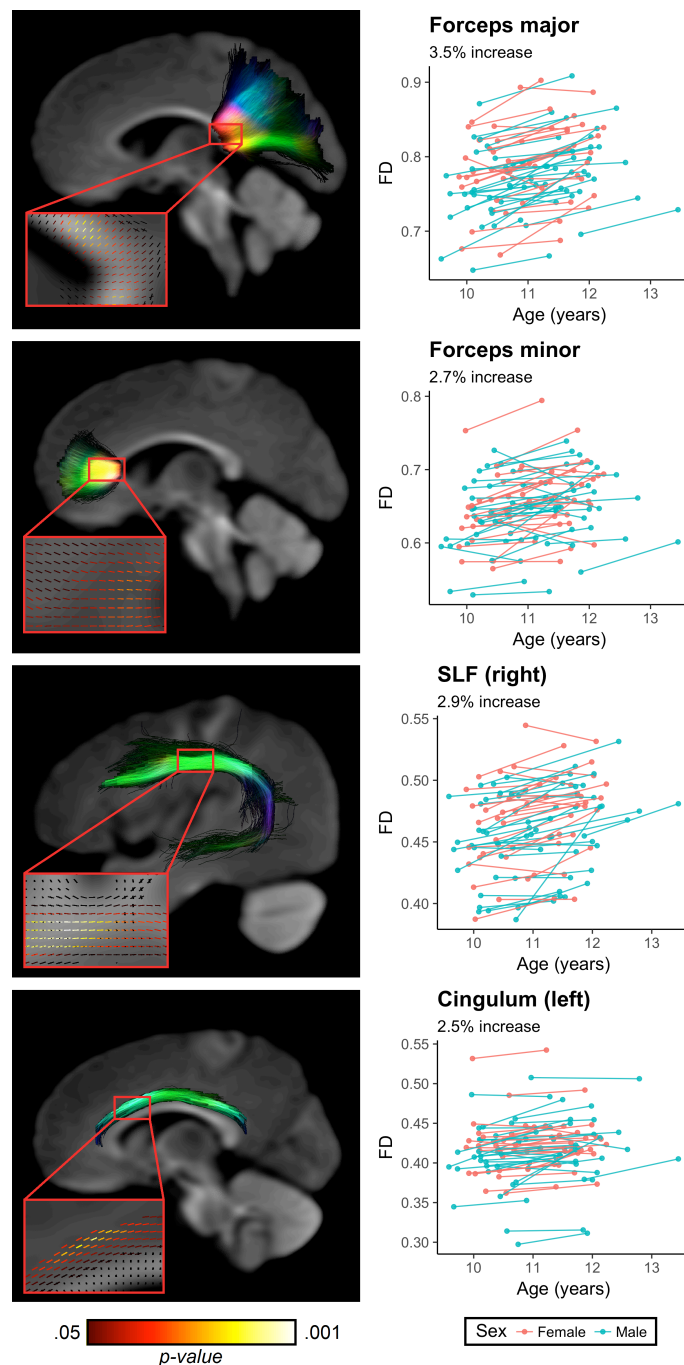 Forceps major
3.5% increase
0.9
0.8
0.7
FD
10 11 12 13
Age (years)
Forceps minor
2.7% increase
0.8
0.7
0.6
FD
10 11 12 13
Age (years)
SLF (right)
2.9% increase
0.55
0.50
0.45
0.40
FD
10 11 12 13
Age (years)
Cingulum (left)
2.5% increase
0.55
0.50
0.45
0.40
0.35
0.30
FD
10 11 12 13
Age (years)
.05 .001
p-value
Sex Female Male